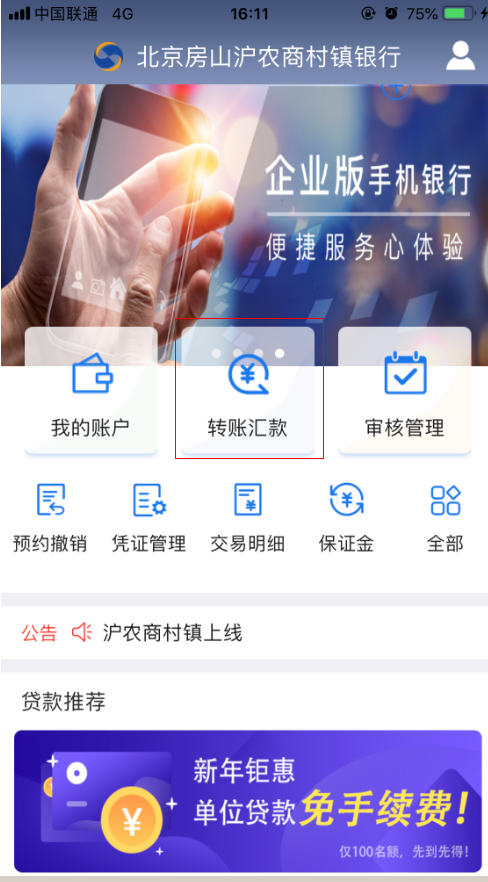 中国联通 4G 16:11 75%
北京房山沪农商村镇银行
企业版手机银行
便捷服务心体验
我的账户 转账汇款 审核管理
预约撤销 凭证管理 交易明细 保证金 全部
公告 沪农商村镇上线
贷款推荐
新年钜惠
单位贷款免手续费!
仅100名额，先到先得!